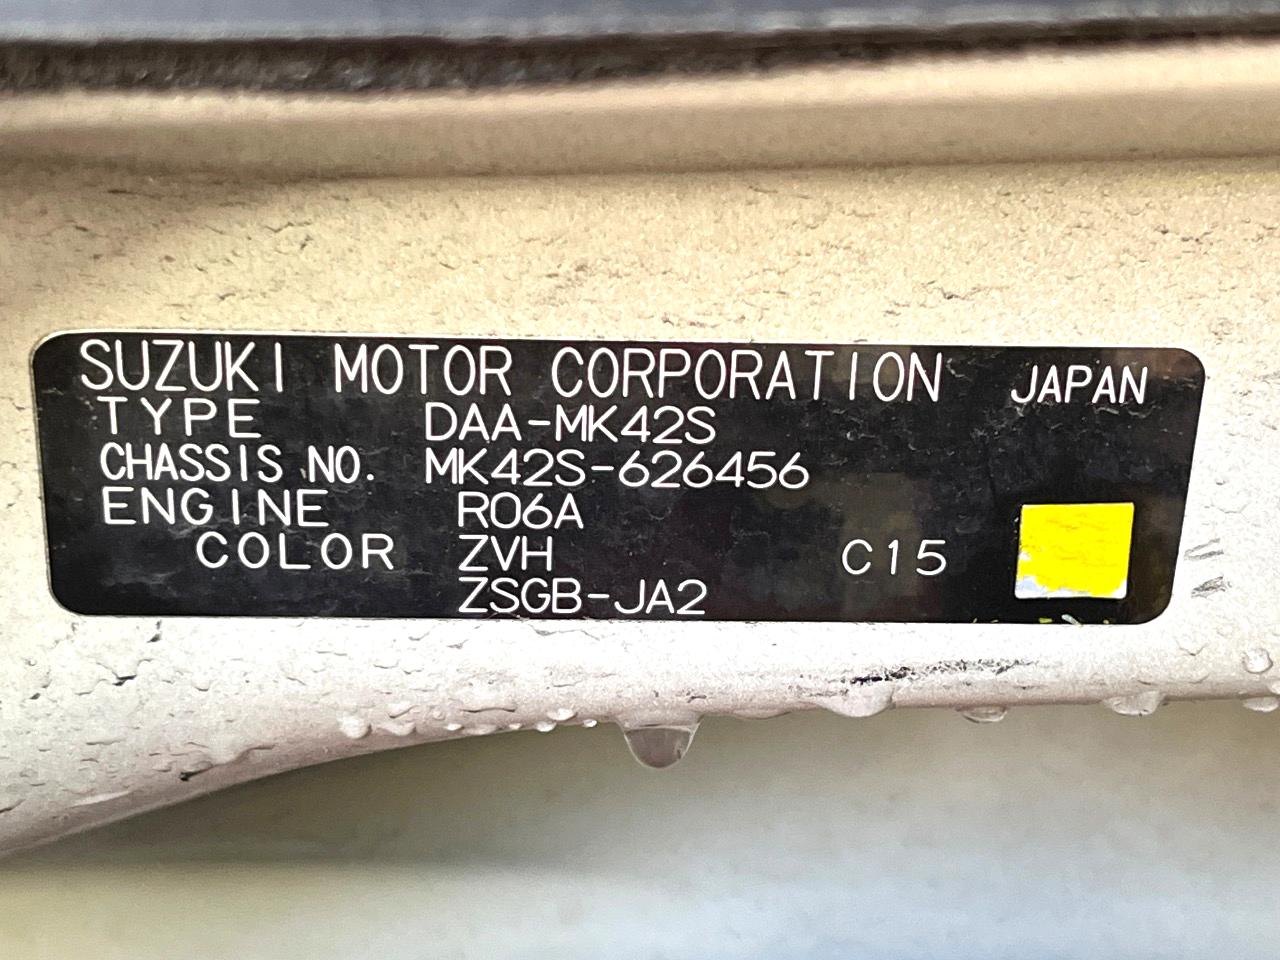 SUZUKI MOTOR CORPORATION JAPAN
TYPE DAA-MK42S
CHASSIS NO. MK42S-626456
ENGINE R06A
COLOR ZVH C15
ZSGB-JA2